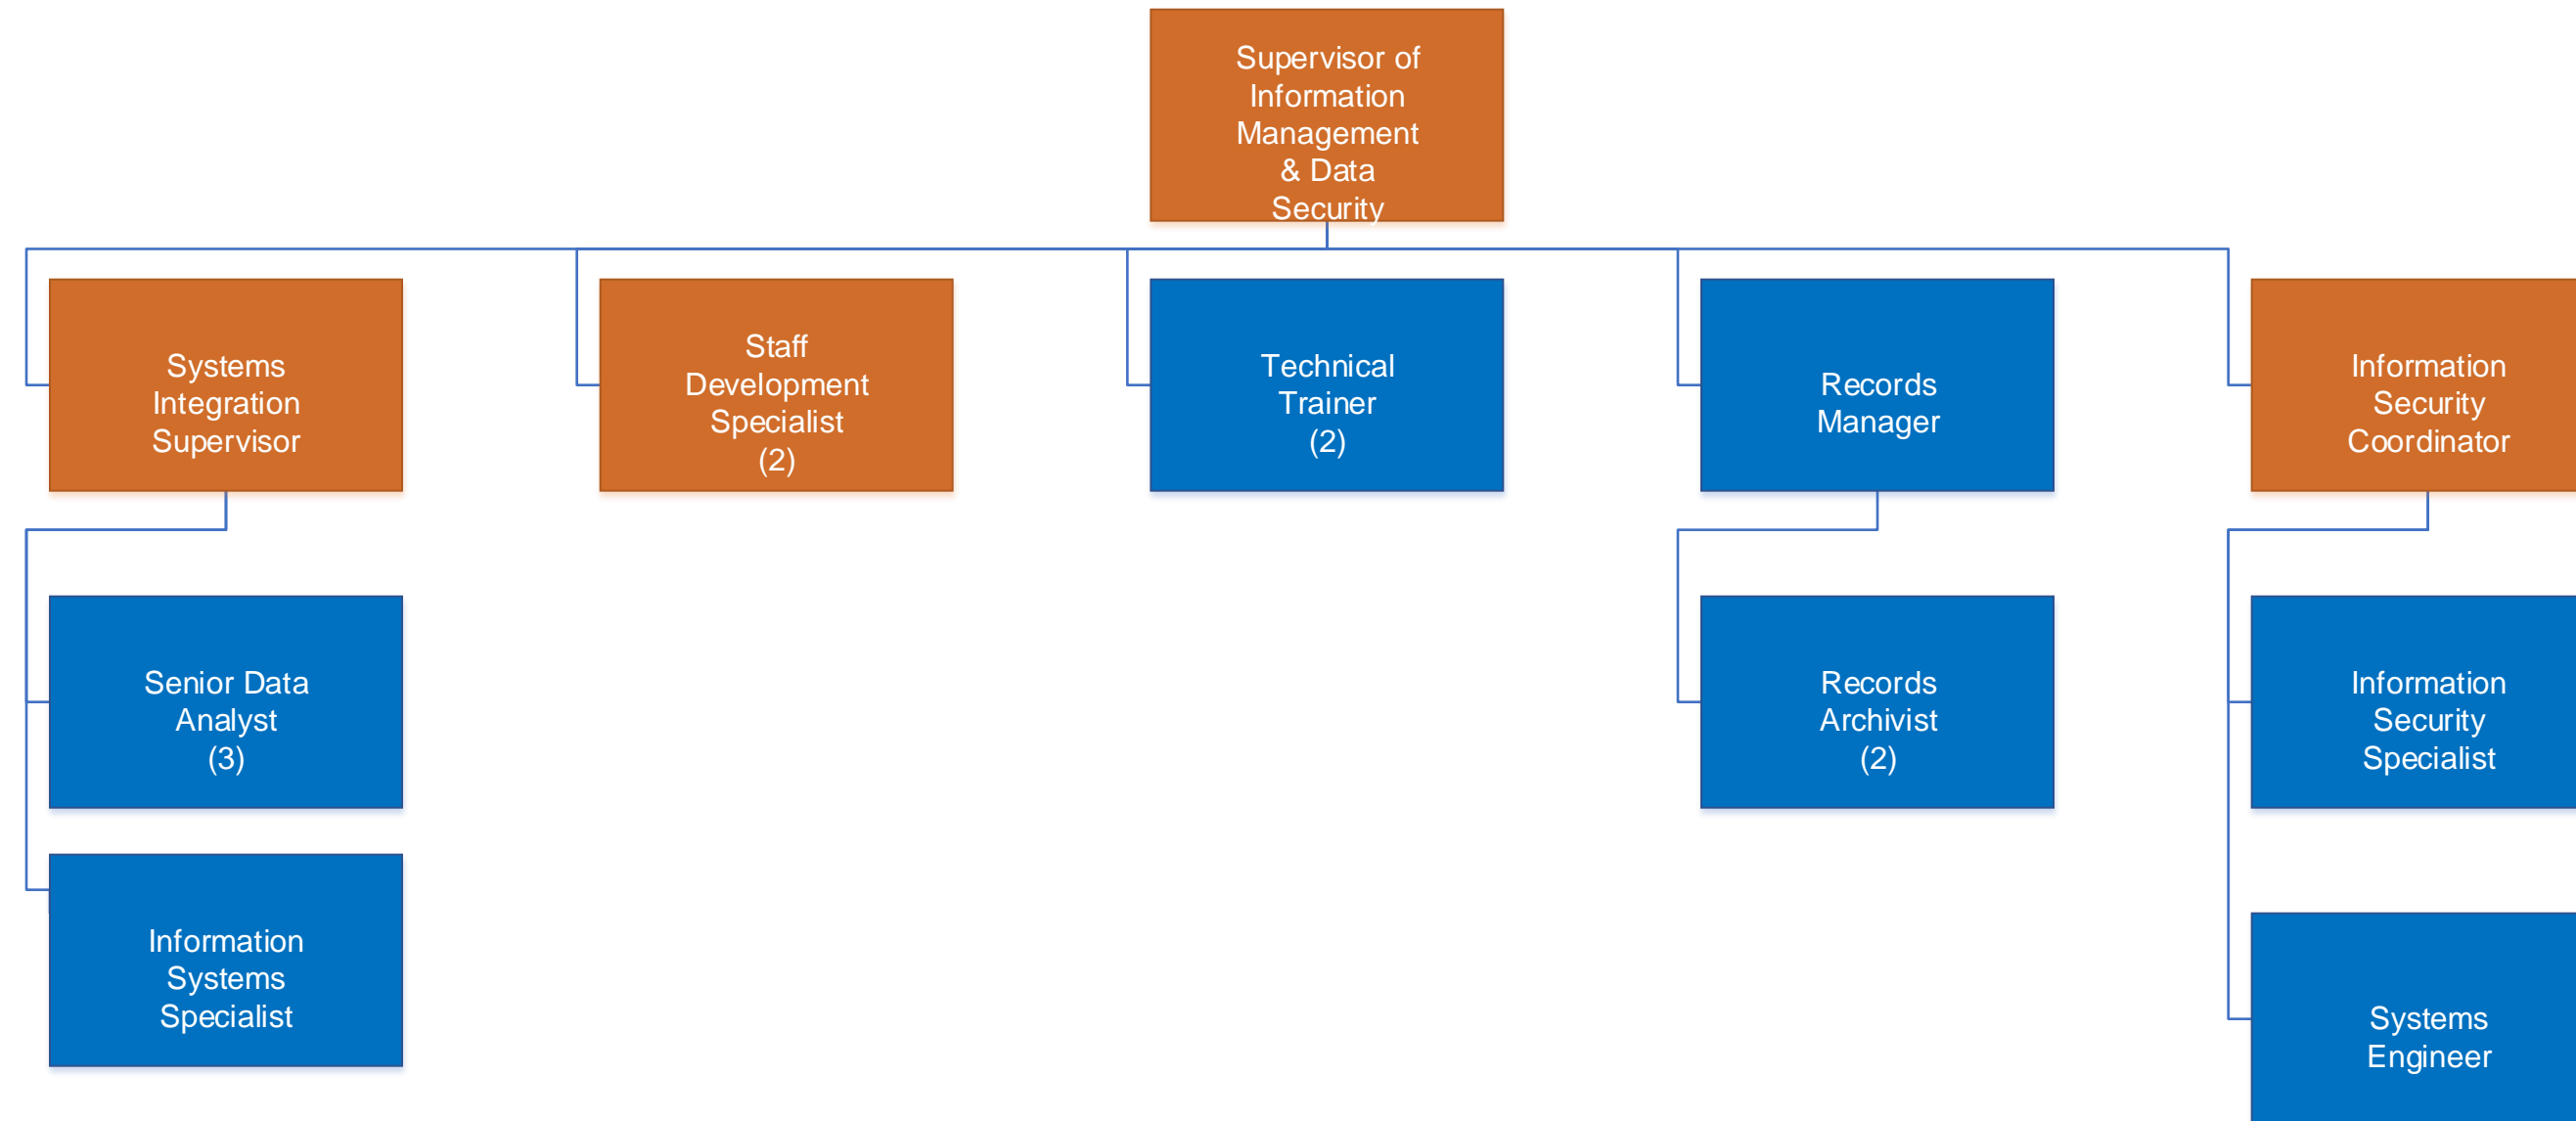 Supervisor of
Information
Management
& Data
Security
Systems
Integration
Supervisor
Staff
Development
Specialist
(2)
Technical
Trainer
(2)
Records
Manager
Information
Security
Coordinator
Senior Data
Analyst
(3)
Records
Archivist
(2)
Information
Security
Specialist
Information
Systems
Specialist
Systems
Engineer